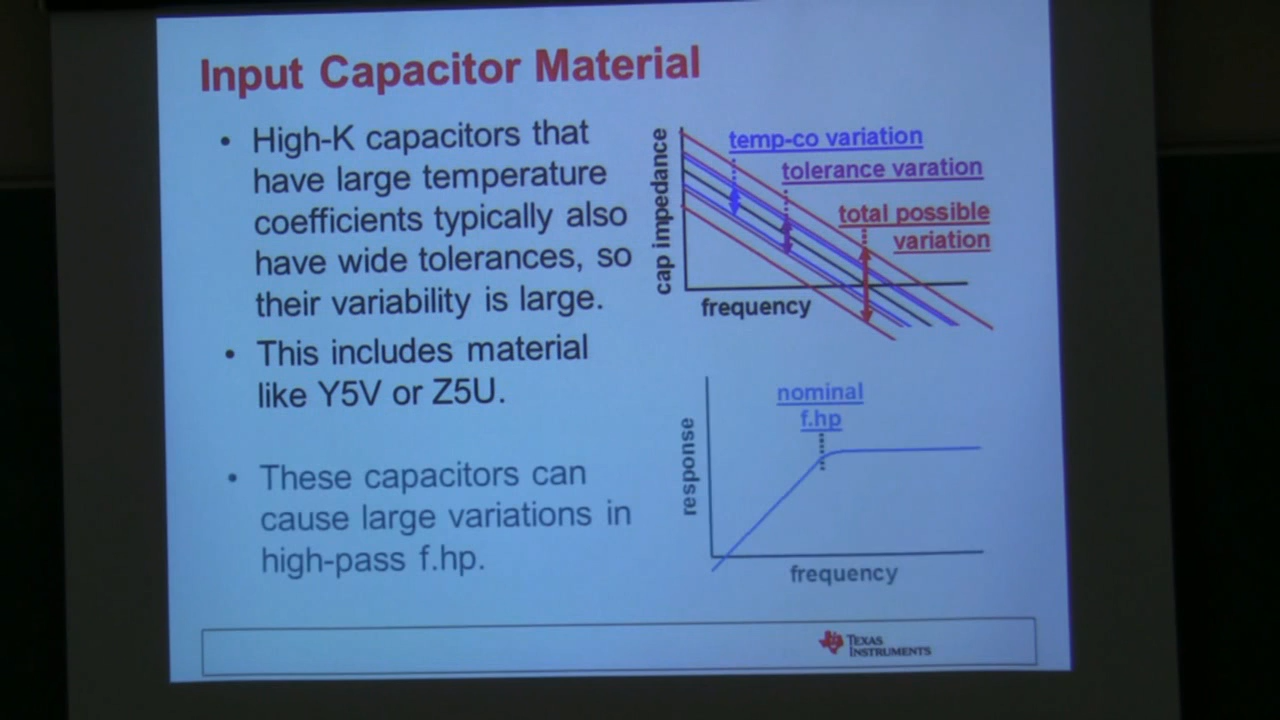 Input Capacitor Material
• High-K capacitors that
have large temperature
coefficients typically also
have wide tolerances, so
their variability is large.
• This includes material
like Y5V or Z5U.
• These capacitors can
cause large variations in
high-pass f.hp.
cap impedance
temp-co variation
tolerance varation
total possible
variation
frequency
response
nominal
f.hp
frequency
TEXAS
INSTRUMENTS